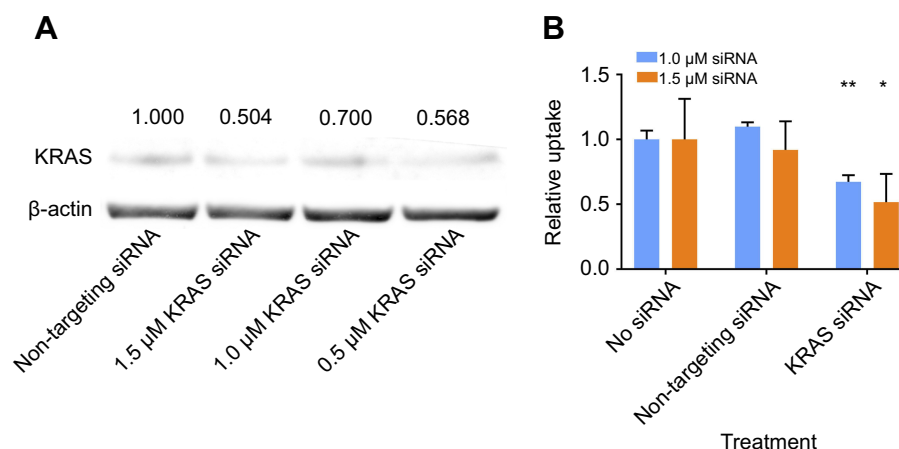 A
1.000 0.504 0.700 0.568
KRAS
β-actin
Non-targeting siRNA
1.5 µM KRAS siRNA
1.0 µM KRAS siRNA
0.5 µM KRAS siRNA
B
1.0 µM siRNA
1.5 µM siRNA
** *
1.5
1.0
0.5
0.0
Relative uptake
No siRNA
Non-targeting siRNA
KRAS siRNA
Treatment